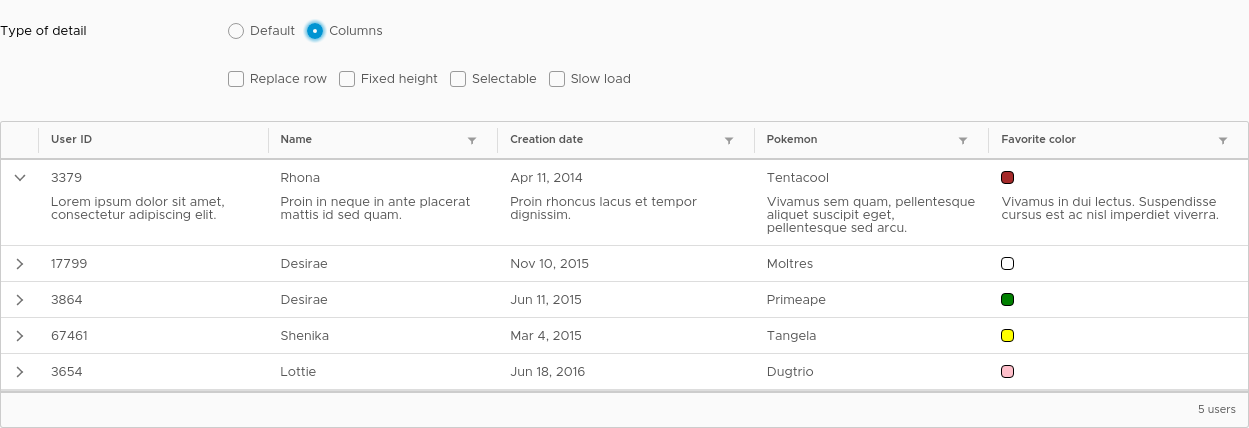 Type of detail Default Columns
Replace row Fixed height Selectable Slow load
User ID Name Creation date Pokemon Favorite color
3379 Rhona Apr 11, 2014 Tentacool
Lorem ipsum dolor sit amet, Proin in neque in ante placerat Proin rhoncus lacus et tempor Vivamus sem quam, pellentesque Vivamus in dui lectus. Suspendisse
consectetur adipiscing elit. mattis id sed quam. dignissim. aliquet suscipit eget, cursus est ac nisl imperdiet viverra.
pellentesque sed arcu.
17799 Desirae Nov 10, 2015 Moltres
3864 Desirae Jun 11, 2015 Primeape
67461 Shenika Mar 4, 2015 Tangela
3654 Lottie Jun 18, 2016 Dugtrio
5 users